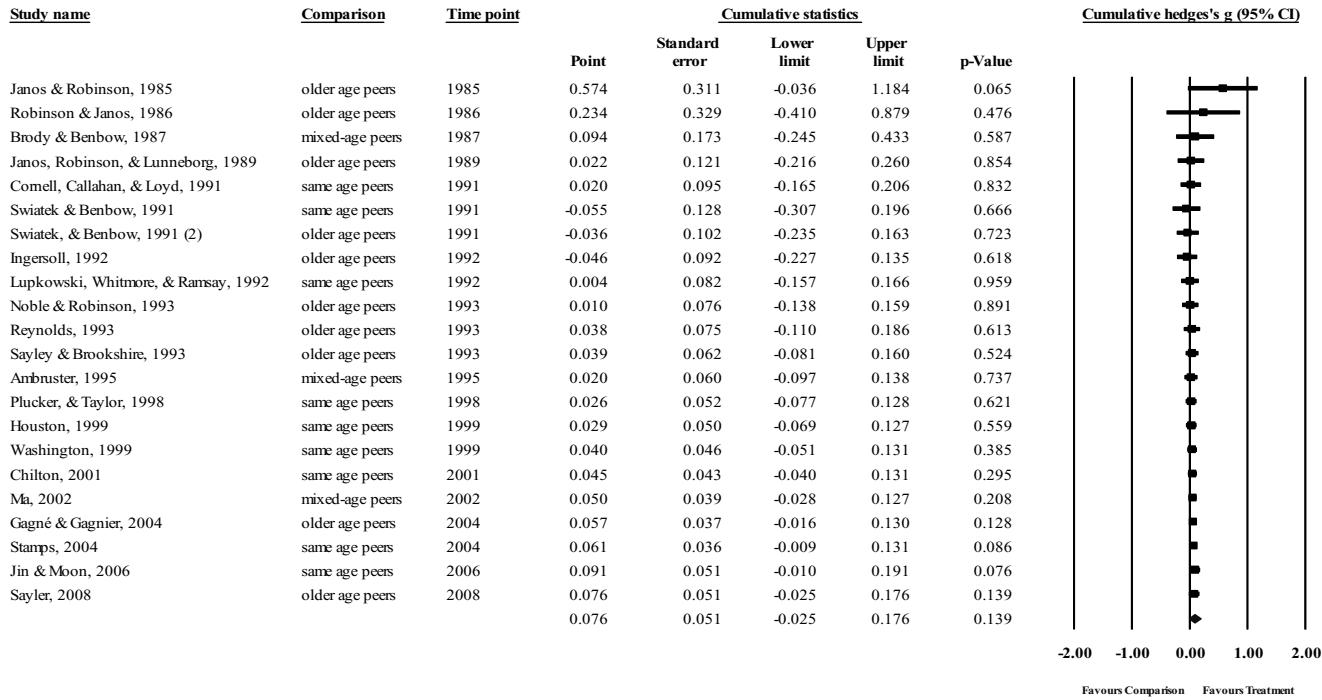 Study name Comparison Time point Cumulative statistics Cumulative hedges's g (95% CI)
Standard Lower Upper
Point error limit limit p-Value
Janos & Robinson, 1985 older age peers 1985 0.574 0.311 -0.036 1.184 0.065
Robinson & Janos, 1986 older age peers 1986 0.234 0.329 -0.410 0.879 0.476
Brody & Benbow, 1987 mixed-age peers 1987 0.094 0.173 -0.245 0.433 0.587
Janos, Robinson, & Lunneborg, 1989 older age peers 1989 0.022 0.121 -0.216 0.260 0.854
Cornell, Callahan, & Loyd, 1991 same age peers 1991 0.020 0.095 -0.165 0.206 0.832
Swiatek & Benbow, 1991 same age peers 1991 -0.055 0.128 -0.307 0.196 0.666
Swiatek, & Benbow, 1991 (2) older age peers 1991 -0.036 0.102 -0.235 0.163 0.723
Ingersoll, 1992 older age peers 1992 -0.046 0.092 -0.227 0.135 0.618
Lupkowski, Whitmore, & Ramsay, 1992 same age peers 1992 0.004 0.082 -0.157 0.166 0.959
Noble & Robinson, 1993 older age peers 1993 0.010 0.076 -0.138 0.159 0.891
Reynolds, 1993 older age peers 1993 0.038 0.075 -0.110 0.186 0.613
Sayley & Brookshire, 1993 older age peers 1993 0.039 0.062 -0.081 0.160 0.524
Ambruster, 1995 mixed-age peers 1995 0.020 0.060 -0.097 0.138 0.737
Plucker, & Taylor, 1998 same age peers 1998 0.026 0.052 -0.077 0.128 0.621
Houston, 1999 same age peers 1999 0.029 0.050 -0.069 0.127 0.559
Washington, 1999 same age peers 1999 0.040 0.046 -0.051 0.131 0.385
Chilton, 2001 same age peers 2001 0.045 0.043 -0.040 0.131 0.295
Ma, 2002 mixed-age peers 2002 0.050 0.039 -0.028 0.127 0.208
Gagné & Gagnier, 2004 older age peers 2004 0.057 0.037 -0.016 0.130 0.128
Stamps, 2004 same age peers 2004 0.061 0.036 -0.009 0.131 0.086
Jin & Moon, 2006 same age peers 2006 0.091 0.051 -0.010 0.191 0.076
Sayler, 2008 older age peers 2008 0.076 0.051 -0.025 0.176 0.139
0.076 0.051 -0.025 0.176 0.139
-2.00 -1.00 0.00 1.00 2.00
Favours Comparison Favours Treatment